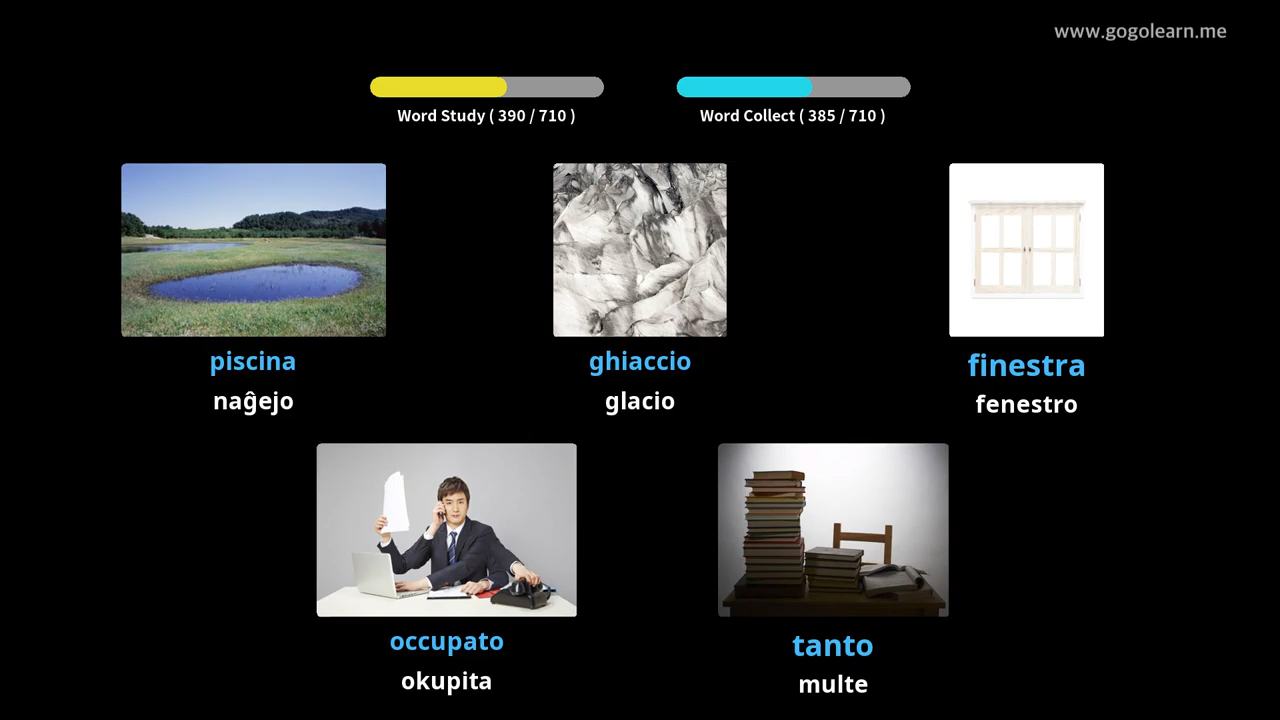 www.gogolearn.me
Word Study ( 390 / 710 )
Word Collect ( 385 / 710 )
piscina
naĝejo
ghiaccio
glacio
finestra
fenestro
occupato
okupita
tanto
multe